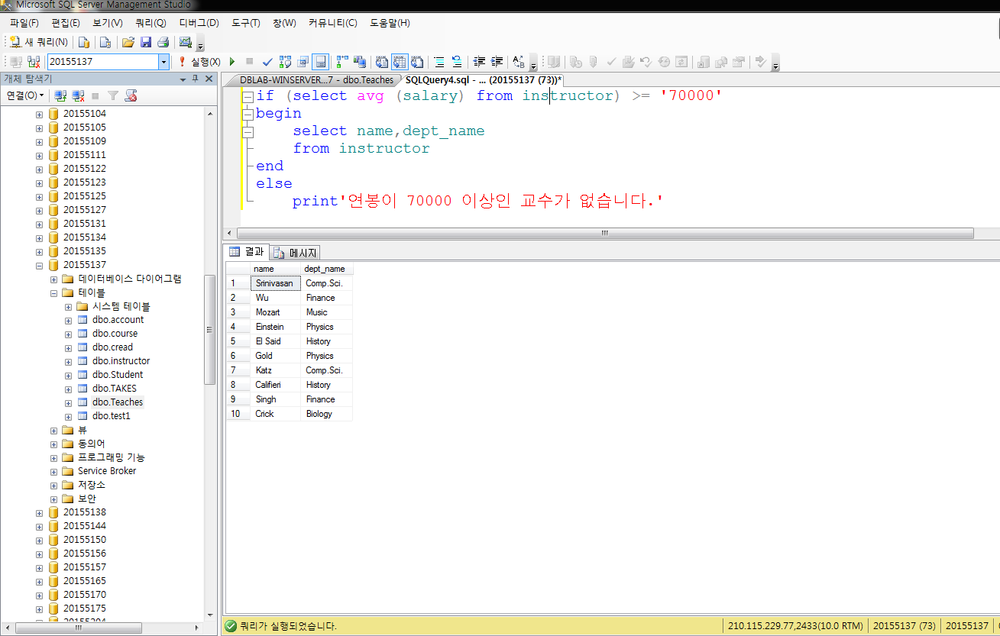 Microsoft SQL Server Management Studio
파일(F) 편집(E) 보기(V) 쿼리(Q) 디버그(D) 도구(T) 창(W) 커뮤니티(C) 도움말(H)
새 쿼리(N)
20155137 실행(X)
개체 탐색기
연결(O)
20155104
20155105
20155109
20155111
20155122
20155123
20155125
20155127
20155131
20155134
20155135
20155137
데이터베이스 다이어그램
테이블
시스템 테이블
dbo.account
dbo.course
dbo.cread
dbo.instructor
dbo.Student
dbo.TAKES
dbo.Teaches
dbo.test1
뷰
동의어
프로그래밍 기능
Service Broker
저장소
보안
20155138
20155144
20155150
20155156
20155157
20155165
20155170
20155175
DBLAB-WINSERVER...7 - dbo.Teaches SQLQuery4.sql - ... (20155137 (73))*
if (select avg (salary) from instructor) >= '70000'
begin
select name,dept_name
from instructor
end
else
print'연봉이 70000 이상인 교수가 없습니다.'
결과 메시지
name dept_name
1 Srinivasan Comp.Sci.
2 Wu Finance
3 Mozart Music
4 Einstein Physics
5 El Said History
6 Gold Physics
7 Katz Comp.Sci.
8 Califieri History
9 Singh Finance
10 Crick Biology
쿼리가 실행되었습니다. 210.115.229.77,2433(10.0 RTM) 20155137 (73) 20155137